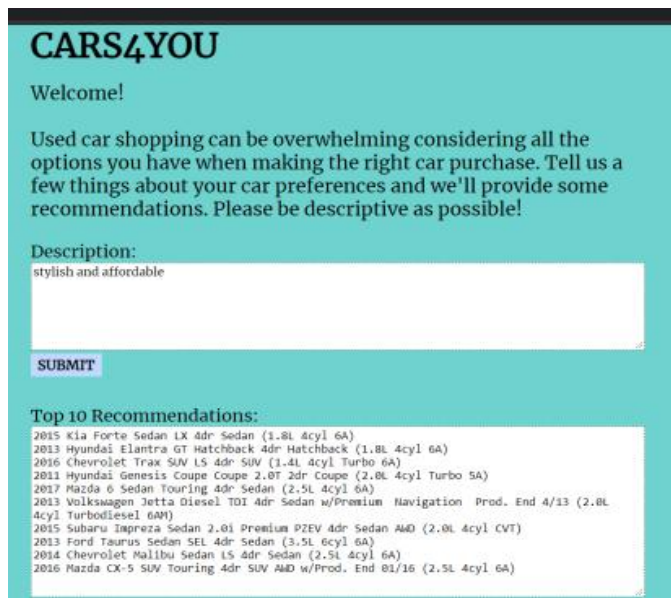 CARS4YOU
Welcome!
Used car shopping can be overwhelming considering all the
options you have when making the right car purchase. Tell us a
few things about your car preferences and we'll provide some
recommendations. Please be descriptive as possible!
Description:
stylish and affordable
SUBMIT
Top 10 Recommendations:
2015 Kia Forte Sedan LX 4dr Sedan (1.8L 4cyl 6A)
2013 Hyundai Elantra GT Hatchback 4dr Hatchback (1.8L 4cyl 6A)
2016 Chevrolet Trax SUV LS 4dr SUV (1.4L 4cyl Turbo 6A)
2011 Hyundai Genesis Coupe Coupe 2.0T 2dr Coupe (2.0L 4cyl Turbo 5A)
2017 Mazda 6 Sedan Touring 4dr Sedan (2.5L 4cyl 6A)
2013 Volkswagen Jetta Diesel TDI 4dr Sedan w/Premium  Navigation  Prod. End 4/13 (2.0L
4cyl Turbodiesel 6AM)
2015 Subaru Impreza Sedan 2.0i Premium PZEV 4dr Sedan AWD (2.0L 4cyl CVT)
2013 Ford Taurus Sedan SEL 4dr Sedan (3.5L 6cyl 6A)
2014 Chevrolet Malibu Sedan LS 4dr Sedan (2.5L 4cyl 6A)
2016 Mazda CX-5 SUV Touring 4dr SUV AWD w/Prod. End 01/16 (2.5L 4cyl 6A)